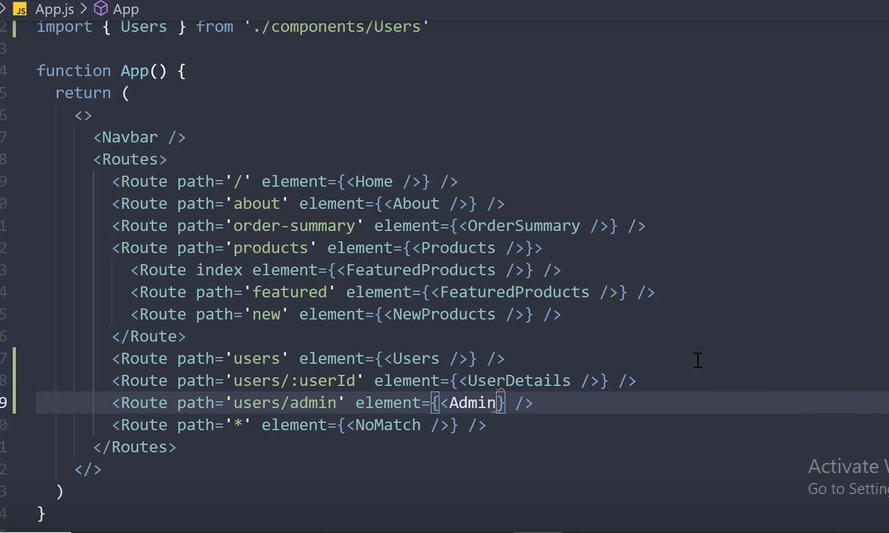 JS App.js > App
2 import { Users } from './components/Users'
3
4 function App() {
5 return (
6 <>
7 <Navbar />
8 <Routes>
9 <Route path='/' element={<Home />} />
0 <Route path='about' element={<About />} />
1 <Route path='order-summary' element={<OrderSummary />} />
2 <Route path='products' element={<Products />}>
3 <Route index element={<FeaturedProducts />} />
4 <Route path='featured' element={<FeaturedProducts />} />
5 <Route path='new' element={<NewProducts />} />
6 </Route>
7 <Route path='users' element={<Users />} />
8 <Route path='users/:userId' element={<UserDetails />} />
9 <Route path='users/admin' element={<Admin} />
0 <Route path='*' element={<NoMatch />} />
1 </Routes>
2 </>
3 )
4 }
Activate W
Go to Setting